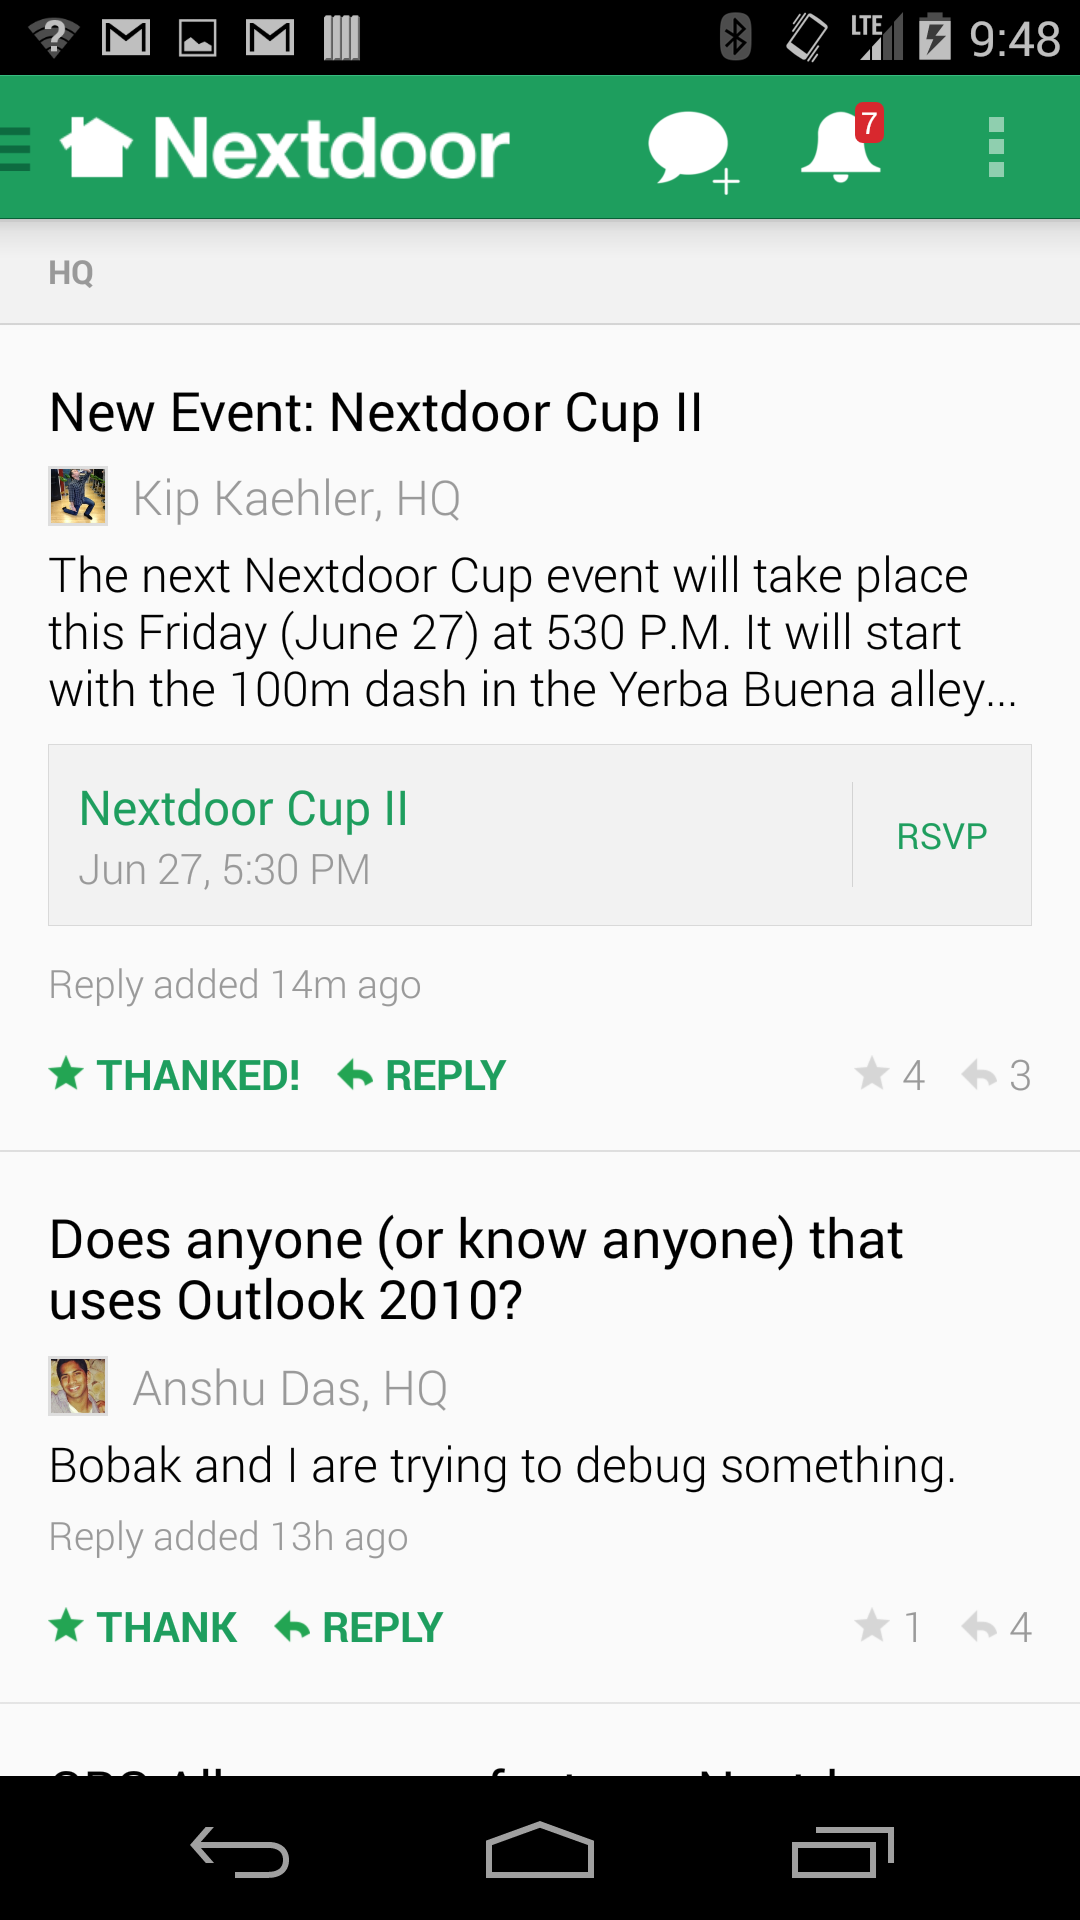 LTE 9:48
Nextdoor 7
HQ
New Event: Nextdoor Cup II
Kip Kaehler, HQ
The next Nextdoor Cup event will take place
this Friday (June 27) at 530 P.M. It will start
with the 100m dash in the Yerba Buena alley...
Nextdoor Cup II
Jun 27, 5:30 PM
RSVP
Reply added 14m ago
THANKED! REPLY 4 3
Does anyone (or know anyone) that
uses Outlook 2010?
Anshu Das, HQ
Bobak and I are trying to debug something.
Reply added 13h ago
THANK REPLY 1 4